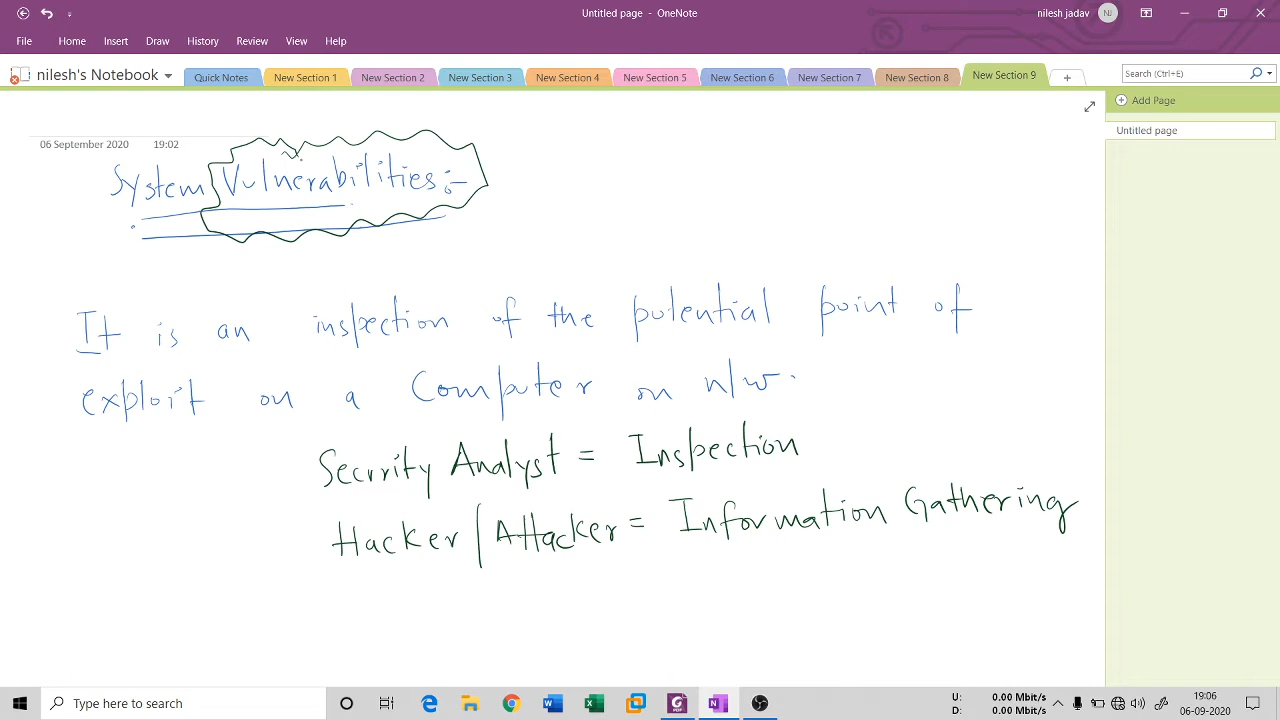 Untitled page - OneNote
nilesh jadav NJ
File Home Insert Draw History Review View Help
nilesh's Notebook Quick Notes New Section 1 New Section 2 New Section 3 New Section 4 New Section 5 New Section 6 New Section 7 New Section 8 New Section 9 + Search (Ctrl+E)
Add Page
Untitled page
06 September 2020 19:02
System Vulnerabilities :-
It is an inspection of the potential point of
exploit on a Computer on n/w.
Security Analyst = Inspection
Hacker/Attacker = Information Gathering
Type here to search
U: 0.00 Mbit/s
D: 0.00 Mbit/s
19:06
06-09-2020